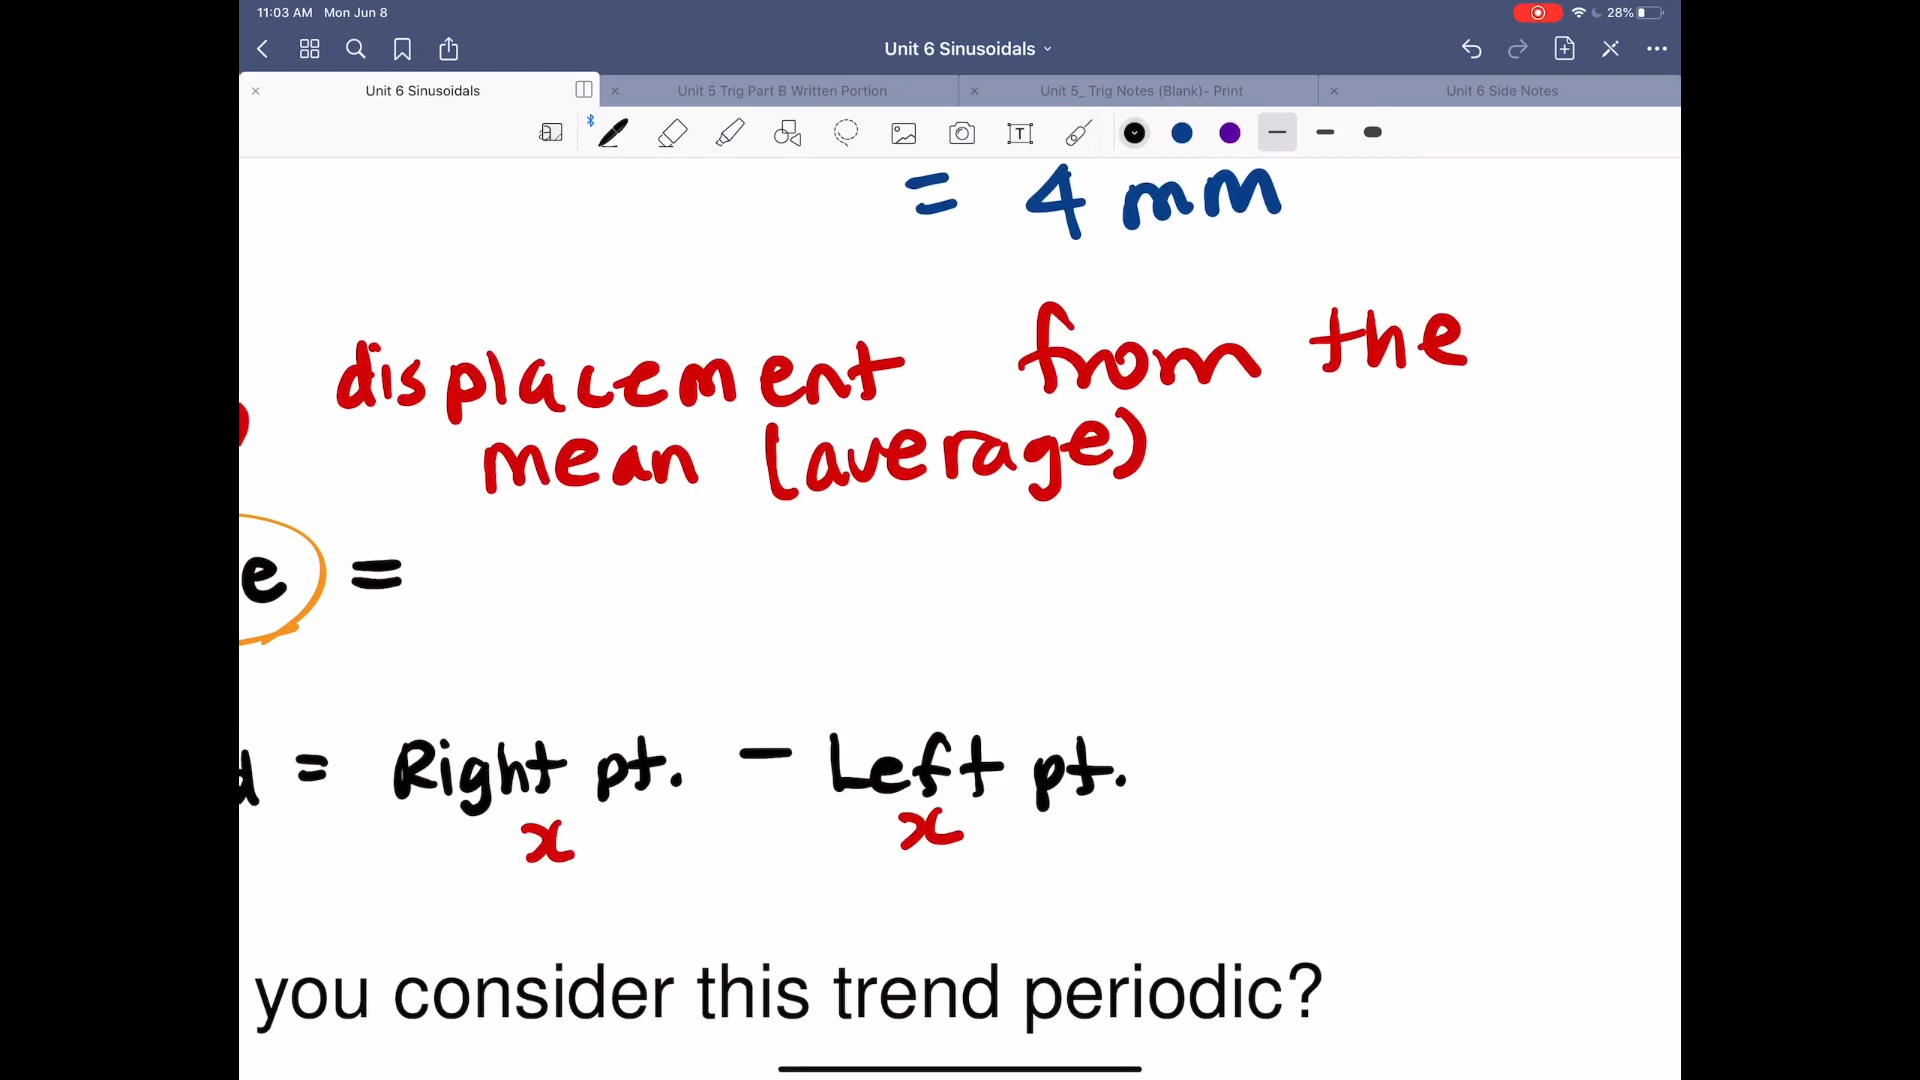 11:03 AM Mon Jun 8
28%
Unit 6 Sinusoidals
Unit 6 Sinusoidals
Unit 5 Trig Part B Written Portion
Unit 5_ Trig Notes (Blank)- Print
Unit 6 Side Notes
= 4 mm
displacement from the
mean (average)
e =
d = Right pt. - Left pt.
x x
you consider this trend periodic?